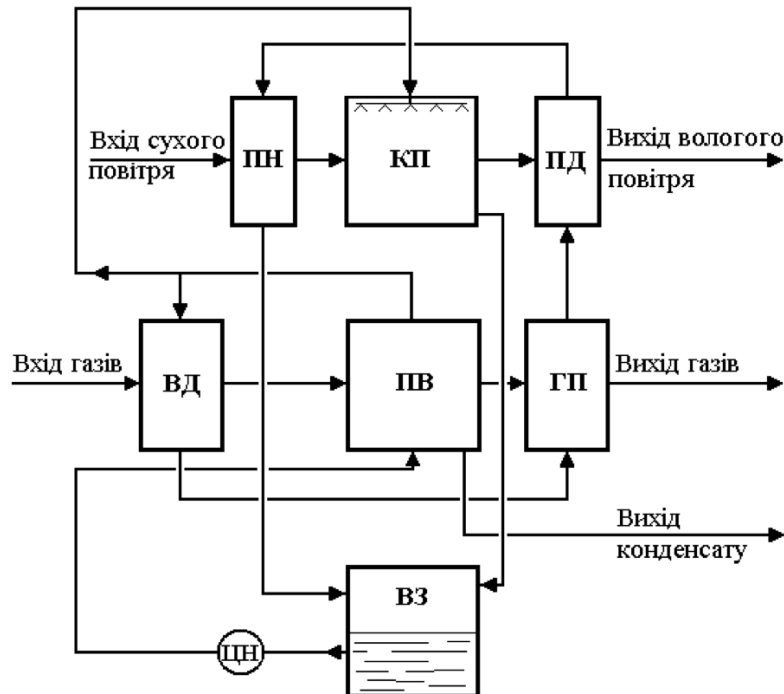 Вхід сухого
повітря
ПН
КП
ПД
Вихід вологого
повітря
Вхід газів
ВД
ПВ
ГП
Вихід газів
Вихід
конденсату
ВЗ
ЦН